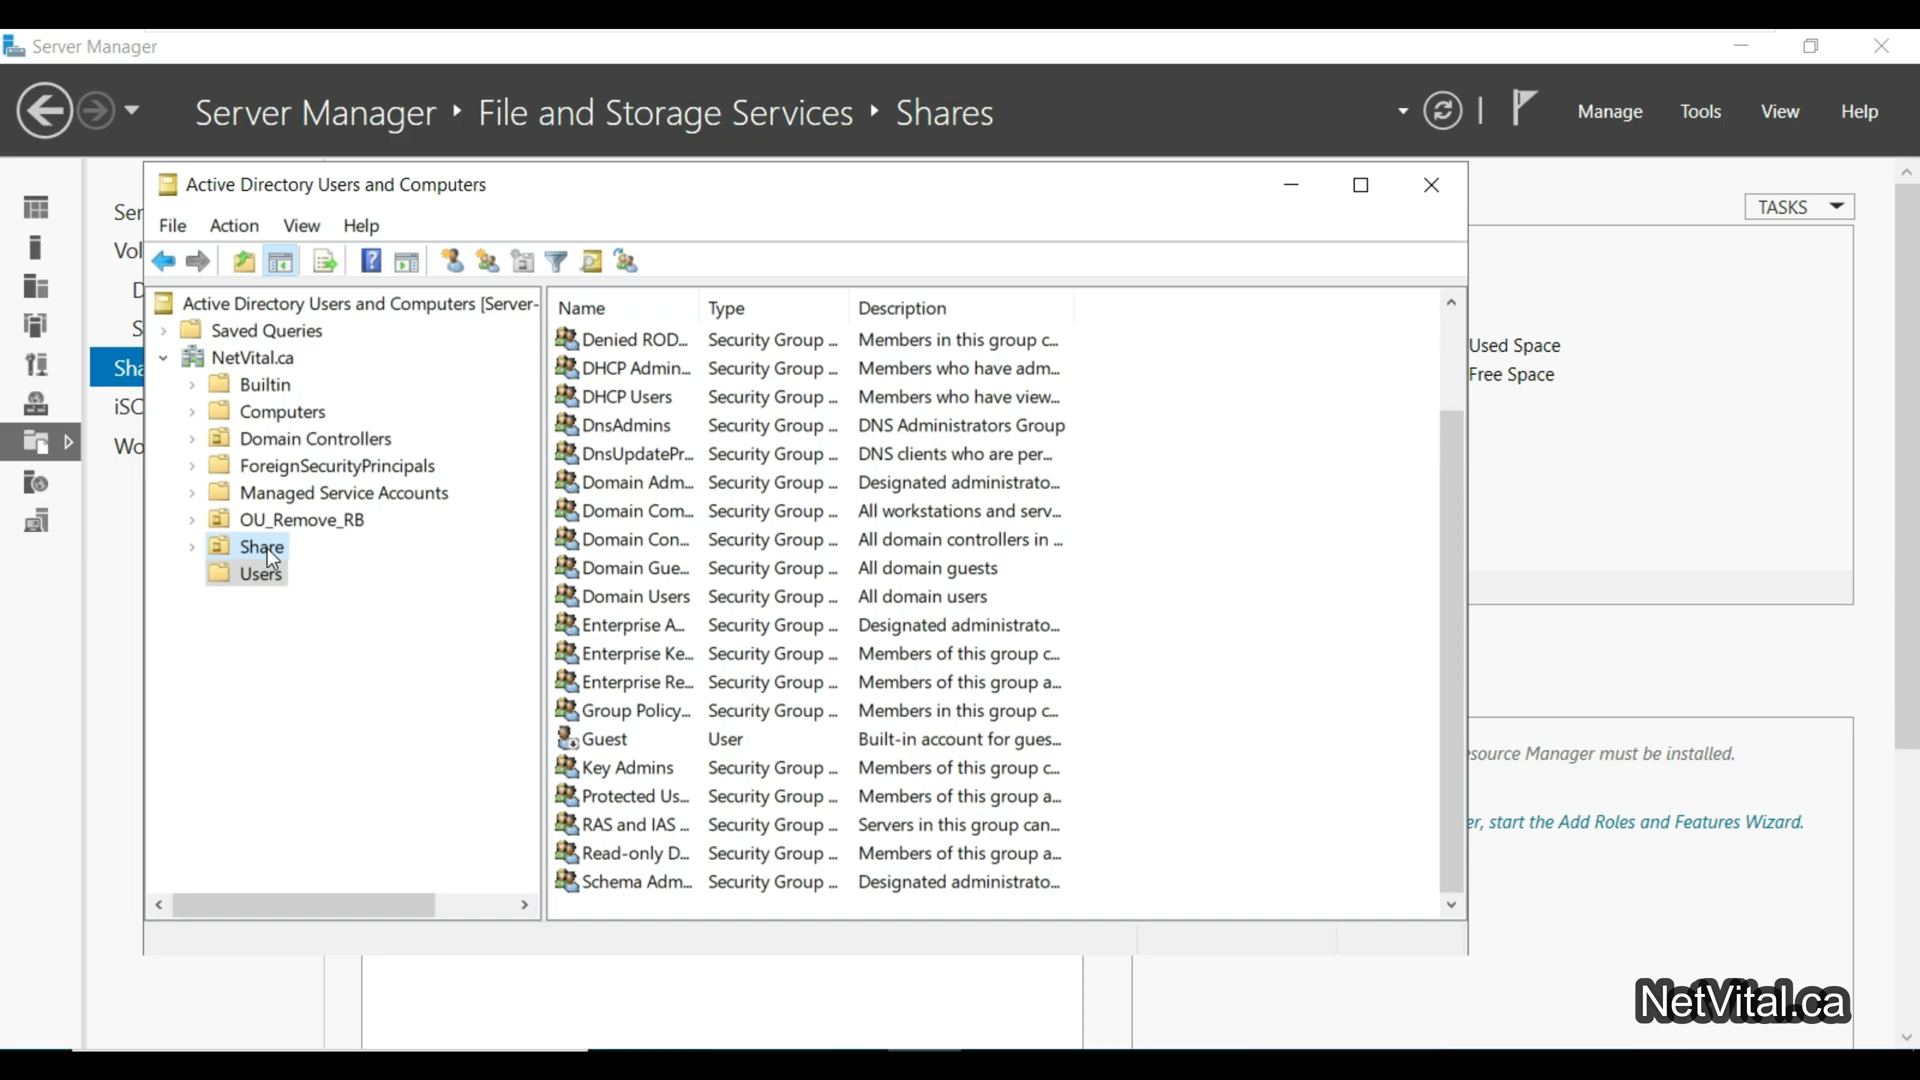 Server Manager
Server Manager ‣ File and Storage Services ‣ Shares
Manage Tools View Help
Active Directory Users and Computers
TASKS
File Action View Help
Active Directory Users and Computers [Server-
Saved Queries
NetVital.ca
Builtin
Computers
Domain Controllers
ForeignSecurityPrincipals
Managed Service Accounts
OU_Remove_RB
Share
Users
Name Type Description
Denied ROD... Security Group ... Members in this group c...
DHCP Admin... Security Group ... Members who have adm...
DHCP Users Security Group ... Members who have view...
DnsAdmins Security Group ... DNS Administrators Group
DnsUpdatePr... Security Group ... DNS clients who are per...
Domain Adm... Security Group ... Designated administrato...
Domain Com... Security Group ... All workstations and serv...
Domain Con... Security Group ... All domain controllers in ...
Domain Gue... Security Group ... All domain guests
Domain Users Security Group ... All domain users
Enterprise A... Security Group ... Designated administrato...
Enterprise Ke... Security Group ... Members of this group c...
Enterprise Re... Security Group ... Members of this group a...
Group Policy... Security Group ... Members in this group c...
Guest User Built-in account for gues...
Key Admins Security Group ... Members of this group c...
Protected Us... Security Group ... Members of this group a...
RAS and IAS ... Security Group ... Servers in this group can...
Read-only D... Security Group ... Members of this group a...
Schema Adm... Security Group ... Designated administrato...
Ser
Vol
D
S
Sha
iSC
Wo
Used Space
Free Space
source Manager must be installed.
er, start the Add Roles and Features Wizard.
NetVital.ca